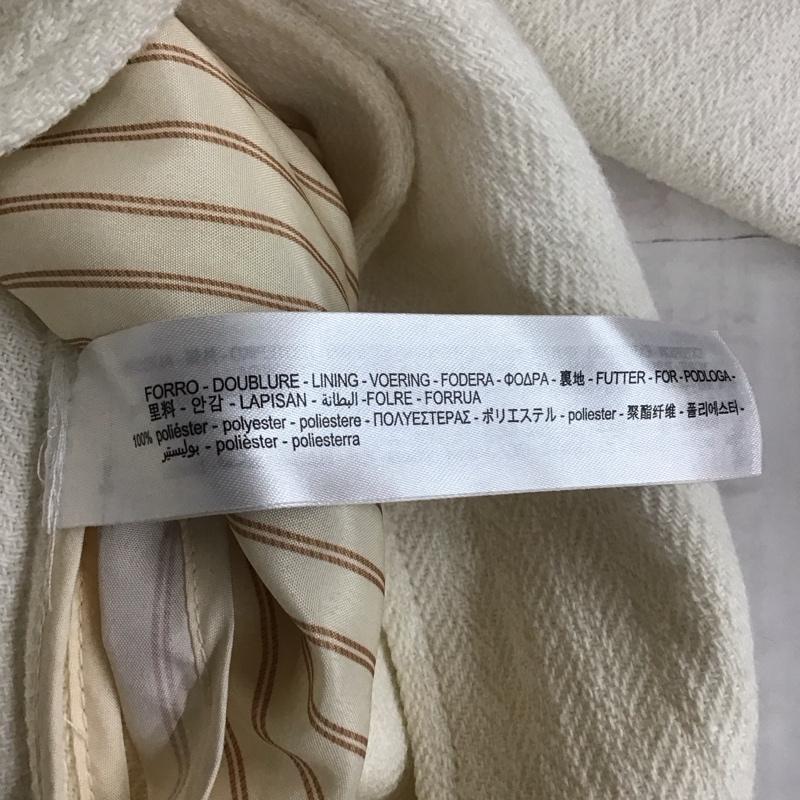 FORRO - DOUBLURE - LINING - VOERING - FODERA - ΦΟΔΡΑ - 裏地 - FUTTER - FOR - PODLOGA -
里料 - 안감 - LAPISAN - البطانة -FOLRE - FORRUA
100% poliéster - polyester - poliestere - ΠΟΛΥΕΣΤΕΡΑΣ - ポリエステル - poliester - 聚酯纤维 - 폴리에스터 -
بوليستير - polièster - poliesterra